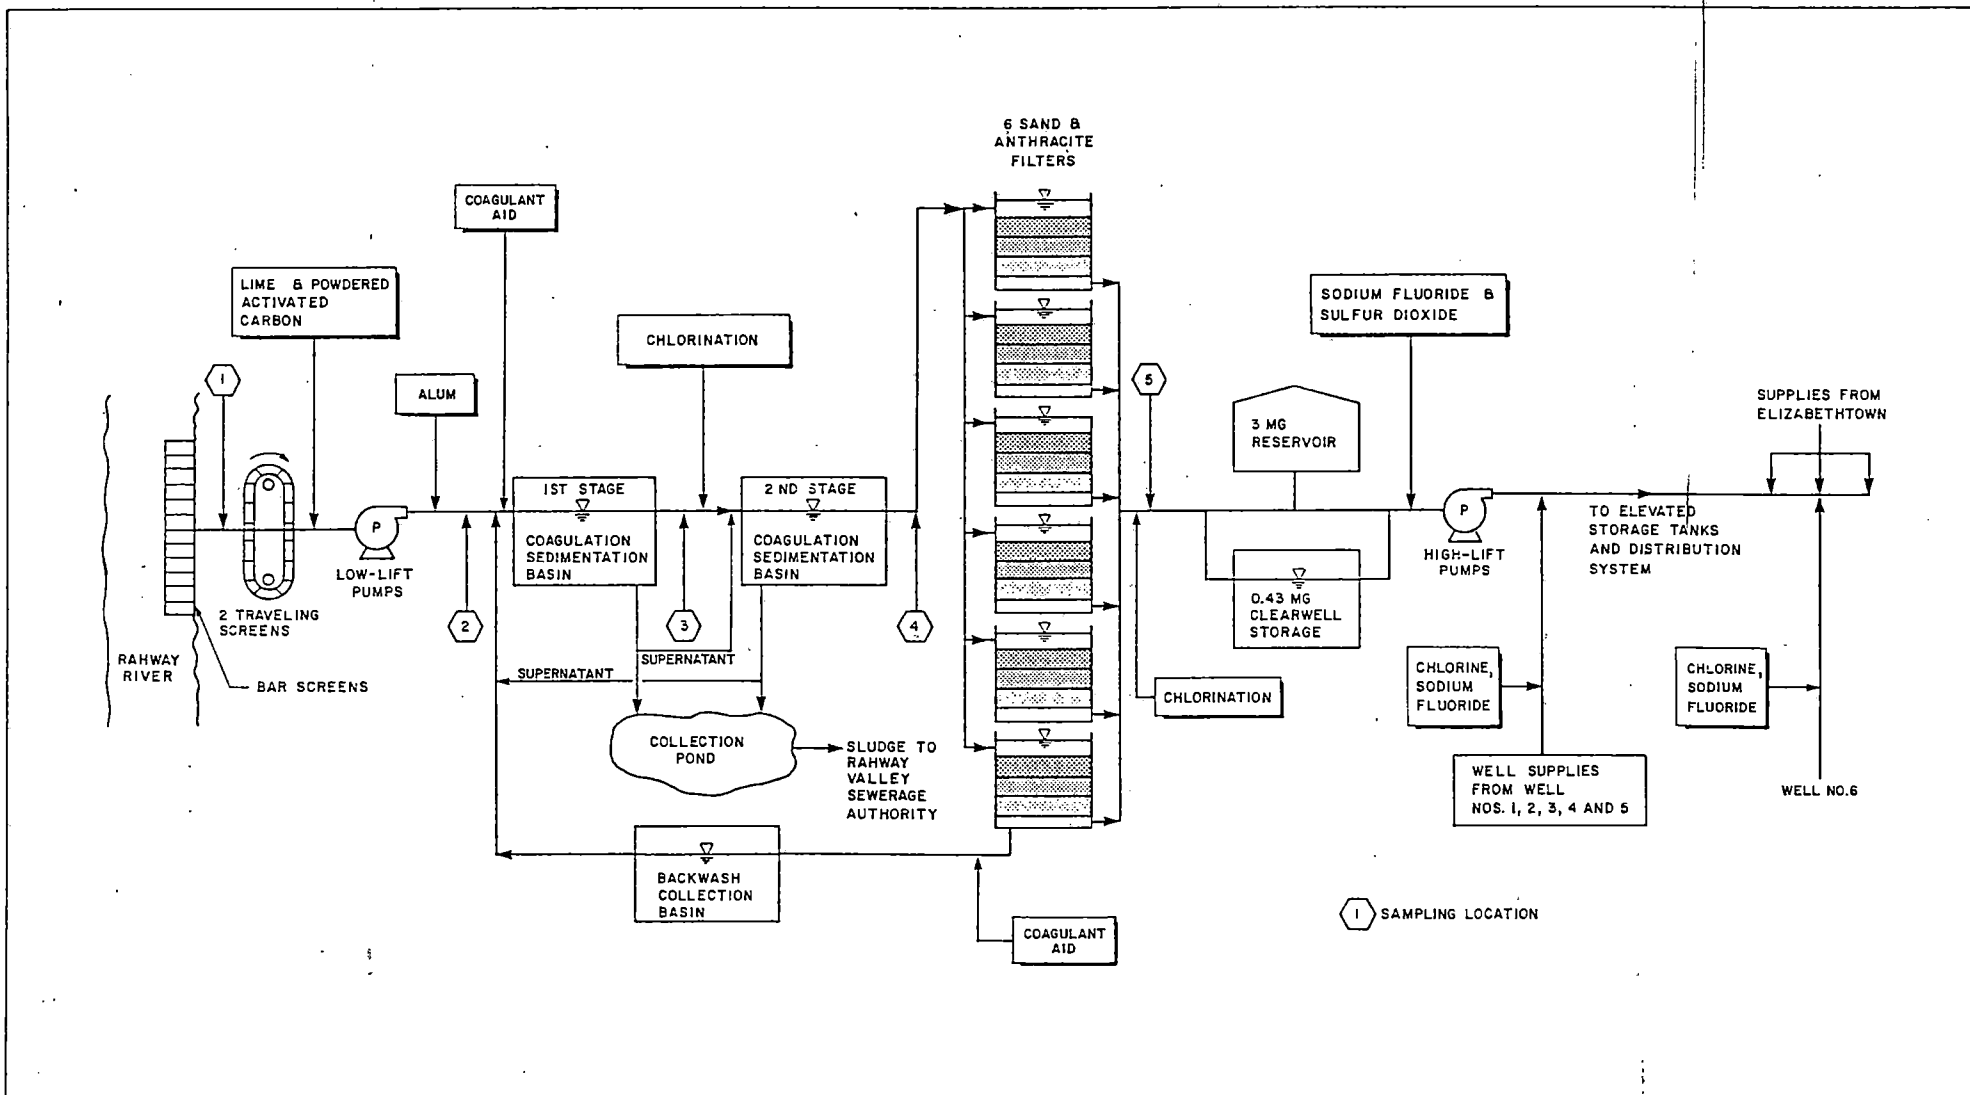 6 SAND &
ANTHRACITE
FILTERS
COAGULANT
AID
LIME & POWDERED
ACTIVATED
CARBON
SODIUM FLUORIDE &
SULFUR DIOXIDE
CHLORINATION
1
ALUM
5
3 MG
RESERVOIR
SUPPLIES FROM
ELIZABETHTOWN
1ST STAGE
COAGULATION
SEDIMENTATION
BASIN
2ND STAGE
COAGULATION
SEDIMENTATION
BASIN
P
LOW-LIFT
PUMPS
P
HIGH-LIFT
PUMPS
TO ELEVATED
STORAGE TANKS
AND DISTRIBUTION
SYSTEM
2 TRAVELING
SCREENS
2
3
4
0.43 MG
CLEARWELL
STORAGE
RAHWAY
RIVER
BAR SCREENS
SUPERNATANT
SUPERNATANT
CHLORINATION
CHLORINE,
SODIUM
FLUORIDE
CHLORINE,
SODIUM
FLUORIDE
COLLECTION
POND
SLUDGE TO
RAHWAY
VALLEY
SEWERAGE
AUTHORITY
WELL SUPPLIES
FROM WELL
NOS. 1, 2, 3, 4 AND 5
WELL NO.6
BACKWASH
COLLECTION
BASIN
COAGULANT
AID
1 SAMPLING LOCATION